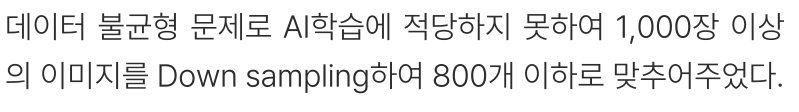 데이터 불균형 문제로 AI학습에 적당하지 못하여 1,000장 이상
의 이미지를 Down sampling하여 800개 이하로 맞추어주었다.